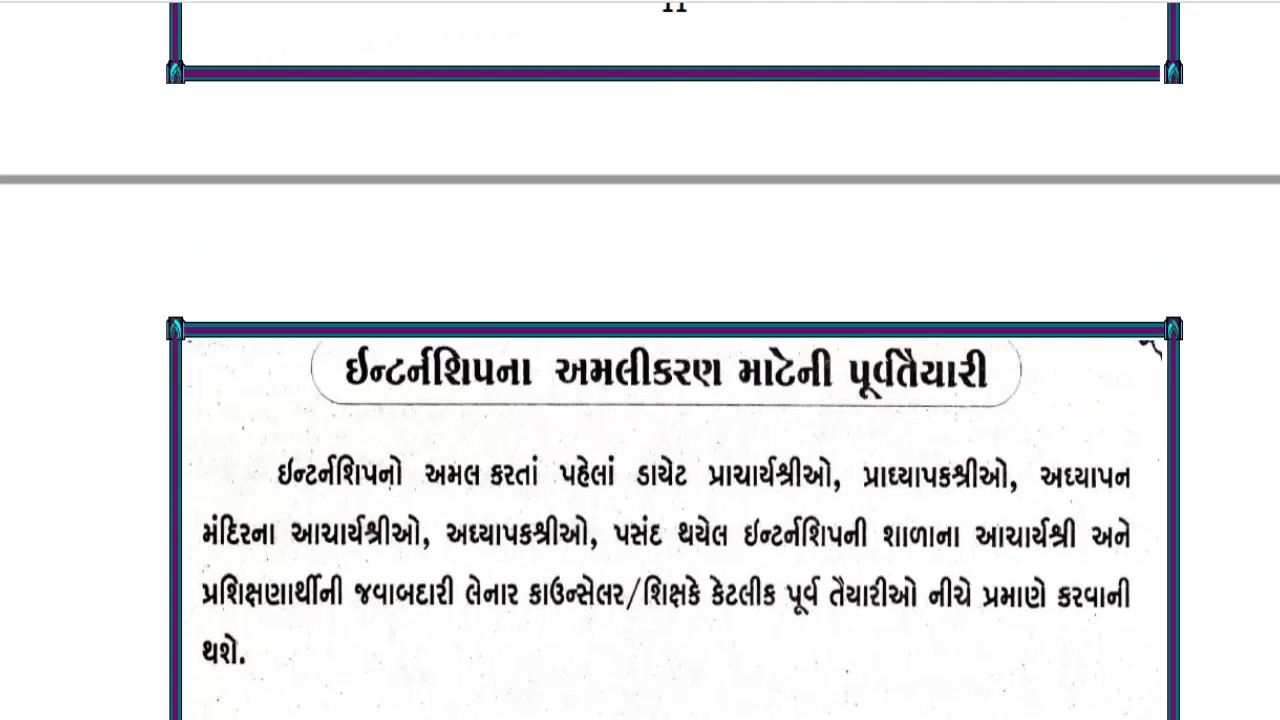 11
ઈન્ટર્નશિપના અમલીકરણ માટેની પૂર્વતૈયારી
ઇન્ટર્નશિપનો અમલ કરતાં પહેલાં ડાયેટ પ્રાચાર્યશ્રીઓ, પ્રાધ્યાપકશ્રીઓ, અધ્યાપન
મંદિરના આચાર્યશ્રીઓ, અધ્યાપકશ્રીઓ, પસંદ થયેલ ઈન્ટર્નશિપની શાળાના આચાર્યશ્રી અને
પ્રશિક્ષણાર્થીની જવાબદારી લેનાર કાઉન્સેલર/શિક્ષકે કેટલીક પૂર્વ તૈયારીઓ નીચે પ્રમાણે કરવાની
થશે.